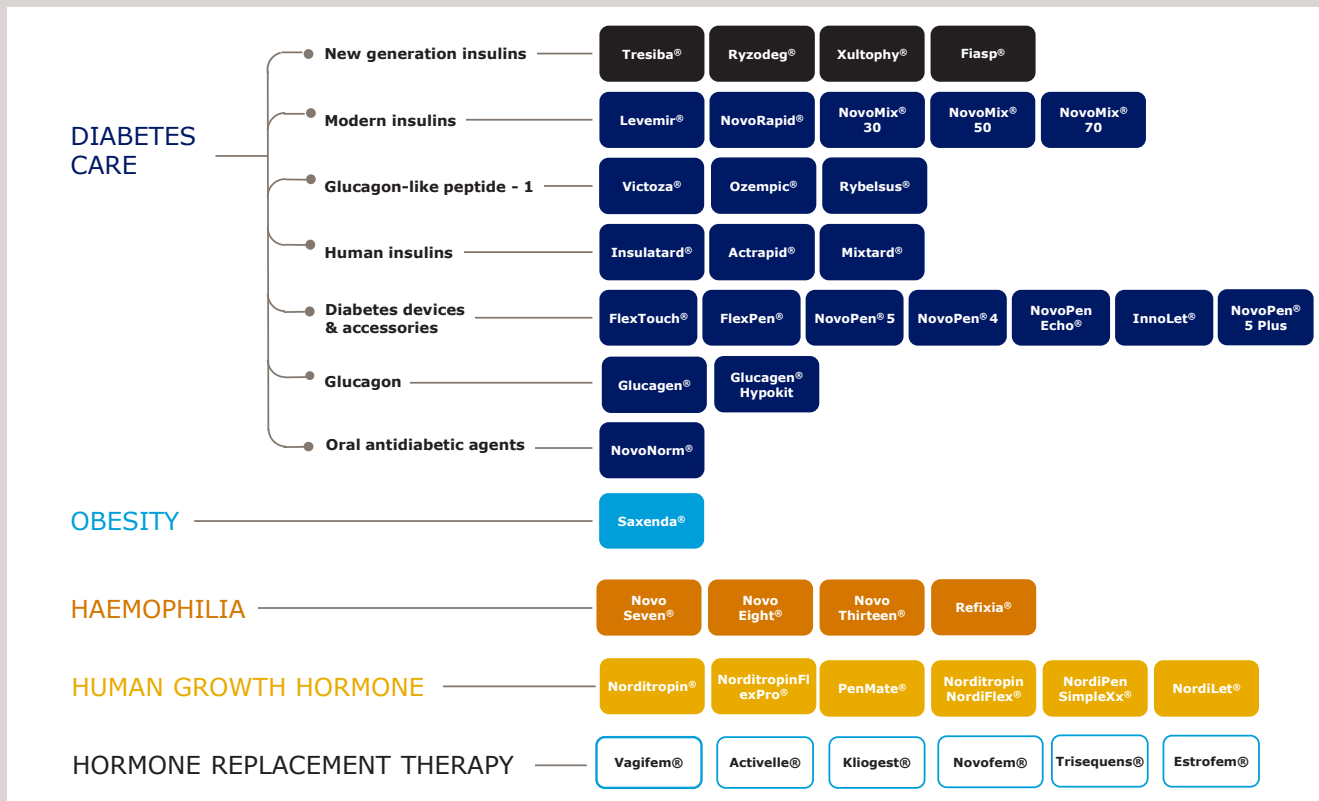 DIABETES
CARE
New generation insulins
Tresiba®
Ryzodeg®
Xultophy®
Fiasp®
Modern insulins
Levemir®
NovoRapid®
NovoMix®
30
NovoMix®
50
NovoMix®
70
Glucagon-like peptide - 1
Victoza®
Ozempic®
Rybelsus®
Human insulins
Insulatard®
Actrapid®
Mixtard®
Diabetes devices
& accessories
FlexTouch®
FlexPen®
NovoPen® 5
NovoPen® 4
NovoPen
Echo®
InnoLet®
NovoPen®
5 Plus
Glucagon
Glucagen®
Glucagen®
Hypokit
Oral antidiabetic agents
NovoNorm®
OBESITY
Saxenda®
HAEMOPHILIA
Novo
Seven®
Novo
Eight®
Novo
Thirteen®
Refixia®
HUMAN GROWTH HORMONE
Norditropin®
NorditropinFl
exPro®
PenMate®
Norditropin
NordiFlex®
NordiPen
SimpleXx®
NordiLet®
HORMONE REPLACEMENT THERAPY
Vagifem®
Activelle®
Kliogest®
Novofem®
Trisequens®
Estrofem®